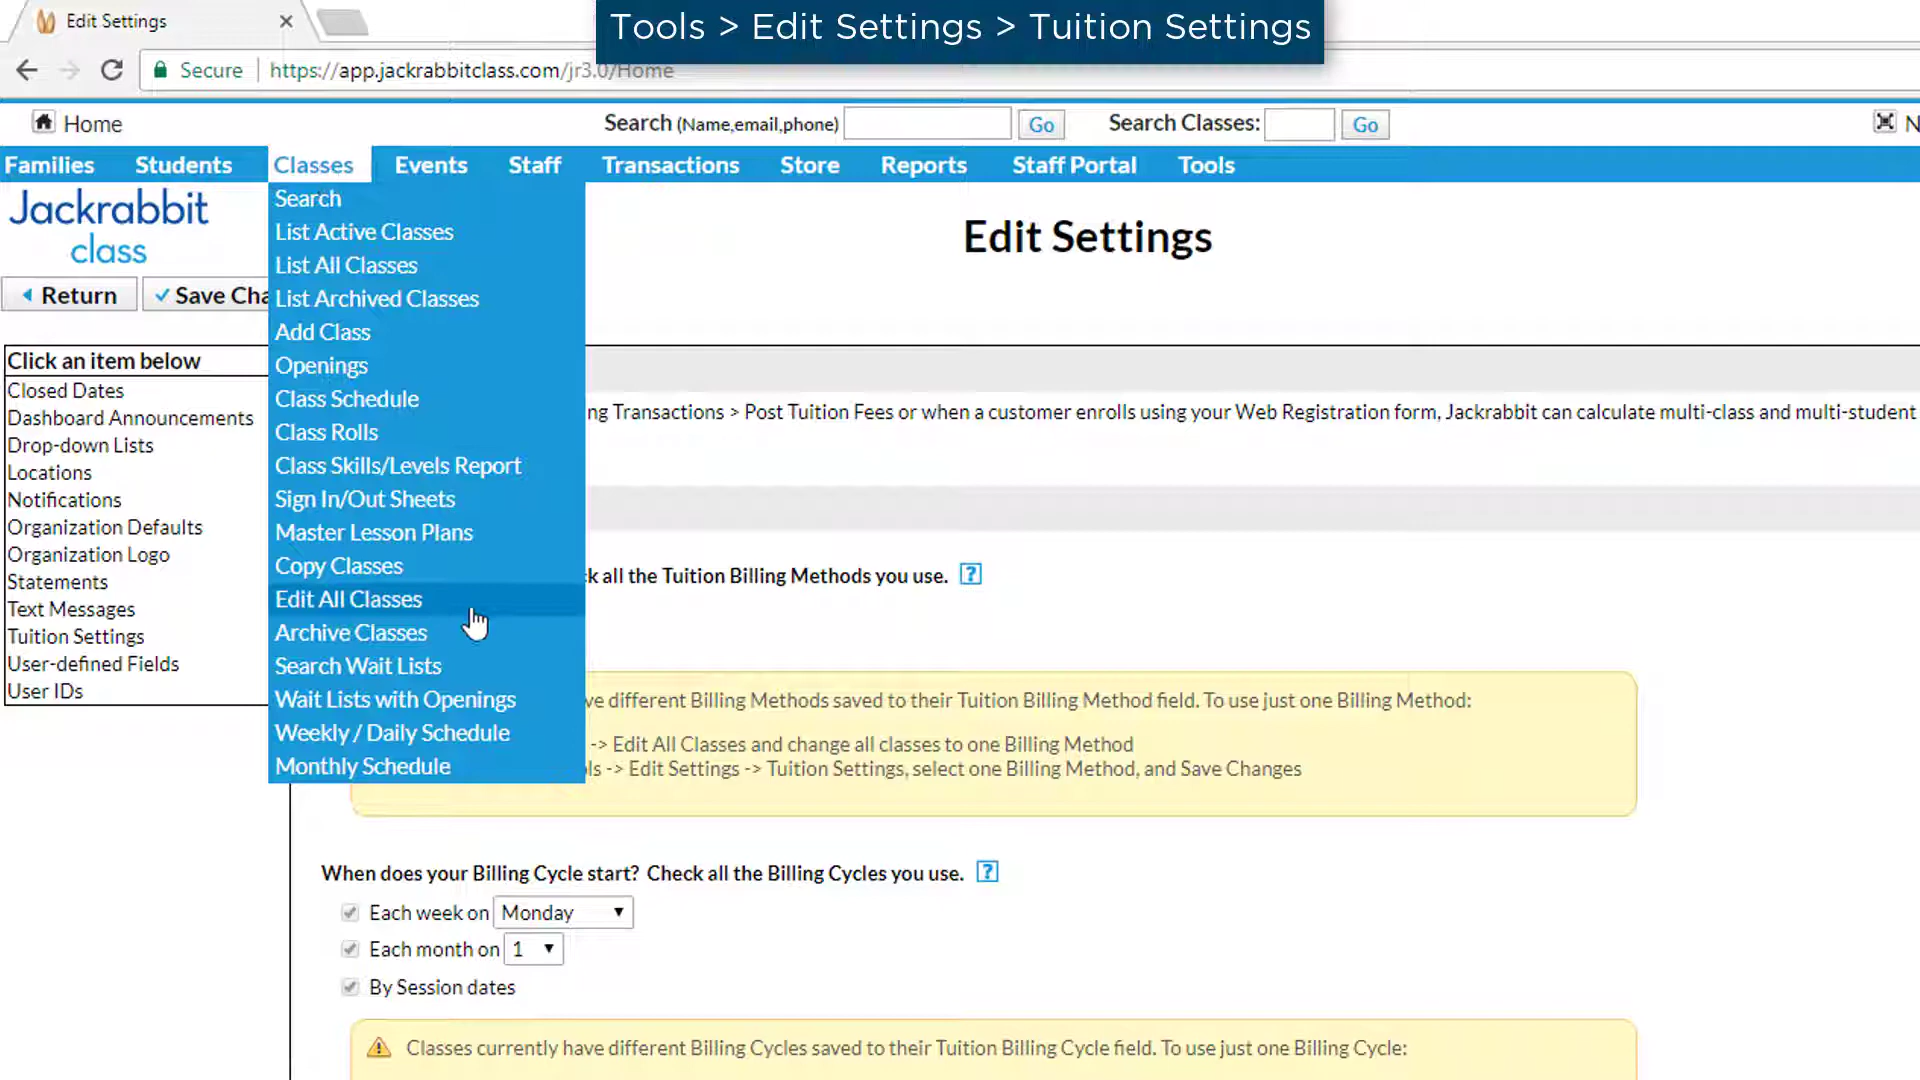 Edit Settings
Tools > Edit Settings > Tuition Settings
Secure https://app.jackrabbitclass.com/jr3.0/Home
Home Search (Name,email,phone) Go Search Classes: Go N
Families Students Classes Events Staff Transactions Store Reports Staff Portal Tools
Jackrabbit
class
Edit Settings
Return Save Cha
Search
List Active Classes
List All Classes
List Archived Classes
Add Class
Openings
Class Schedule
Class Rolls
Class Skills/Levels Report
Sign In/Out Sheets
Master Lesson Plans
Copy Classes
Edit All Classes
Archive Classes
Search Wait Lists
Wait Lists with Openings
Weekly / Daily Schedule
Monthly Schedule
Click an item below
Closed Dates
Dashboard Announcements
Drop-down Lists
Locations
Notifications
Organization Defaults
Organization Logo
Statements
Text Messages
Tuition Settings
User-defined Fields
User IDs
ng Transactions > Post Tuition Fees or when a customer enrolls using your Web Registration form, Jackrabbit can calculate multi-class and multi-student
k all the Tuition Billing Methods you use. ?
ve different Billing Methods saved to their Tuition Billing Method field. To use just one Billing Method:
-> Edit All Classes and change all classes to one Billing Method
ls -> Edit Settings -> Tuition Settings, select one Billing Method, and Save Changes
When does your Billing Cycle start? Check all the Billing Cycles you use. ?
Each week on Monday
Each month on 1
By Session dates
Classes currently have different Billing Cycles saved to their Tuition Billing Cycle field. To use just one Billing Cycle: